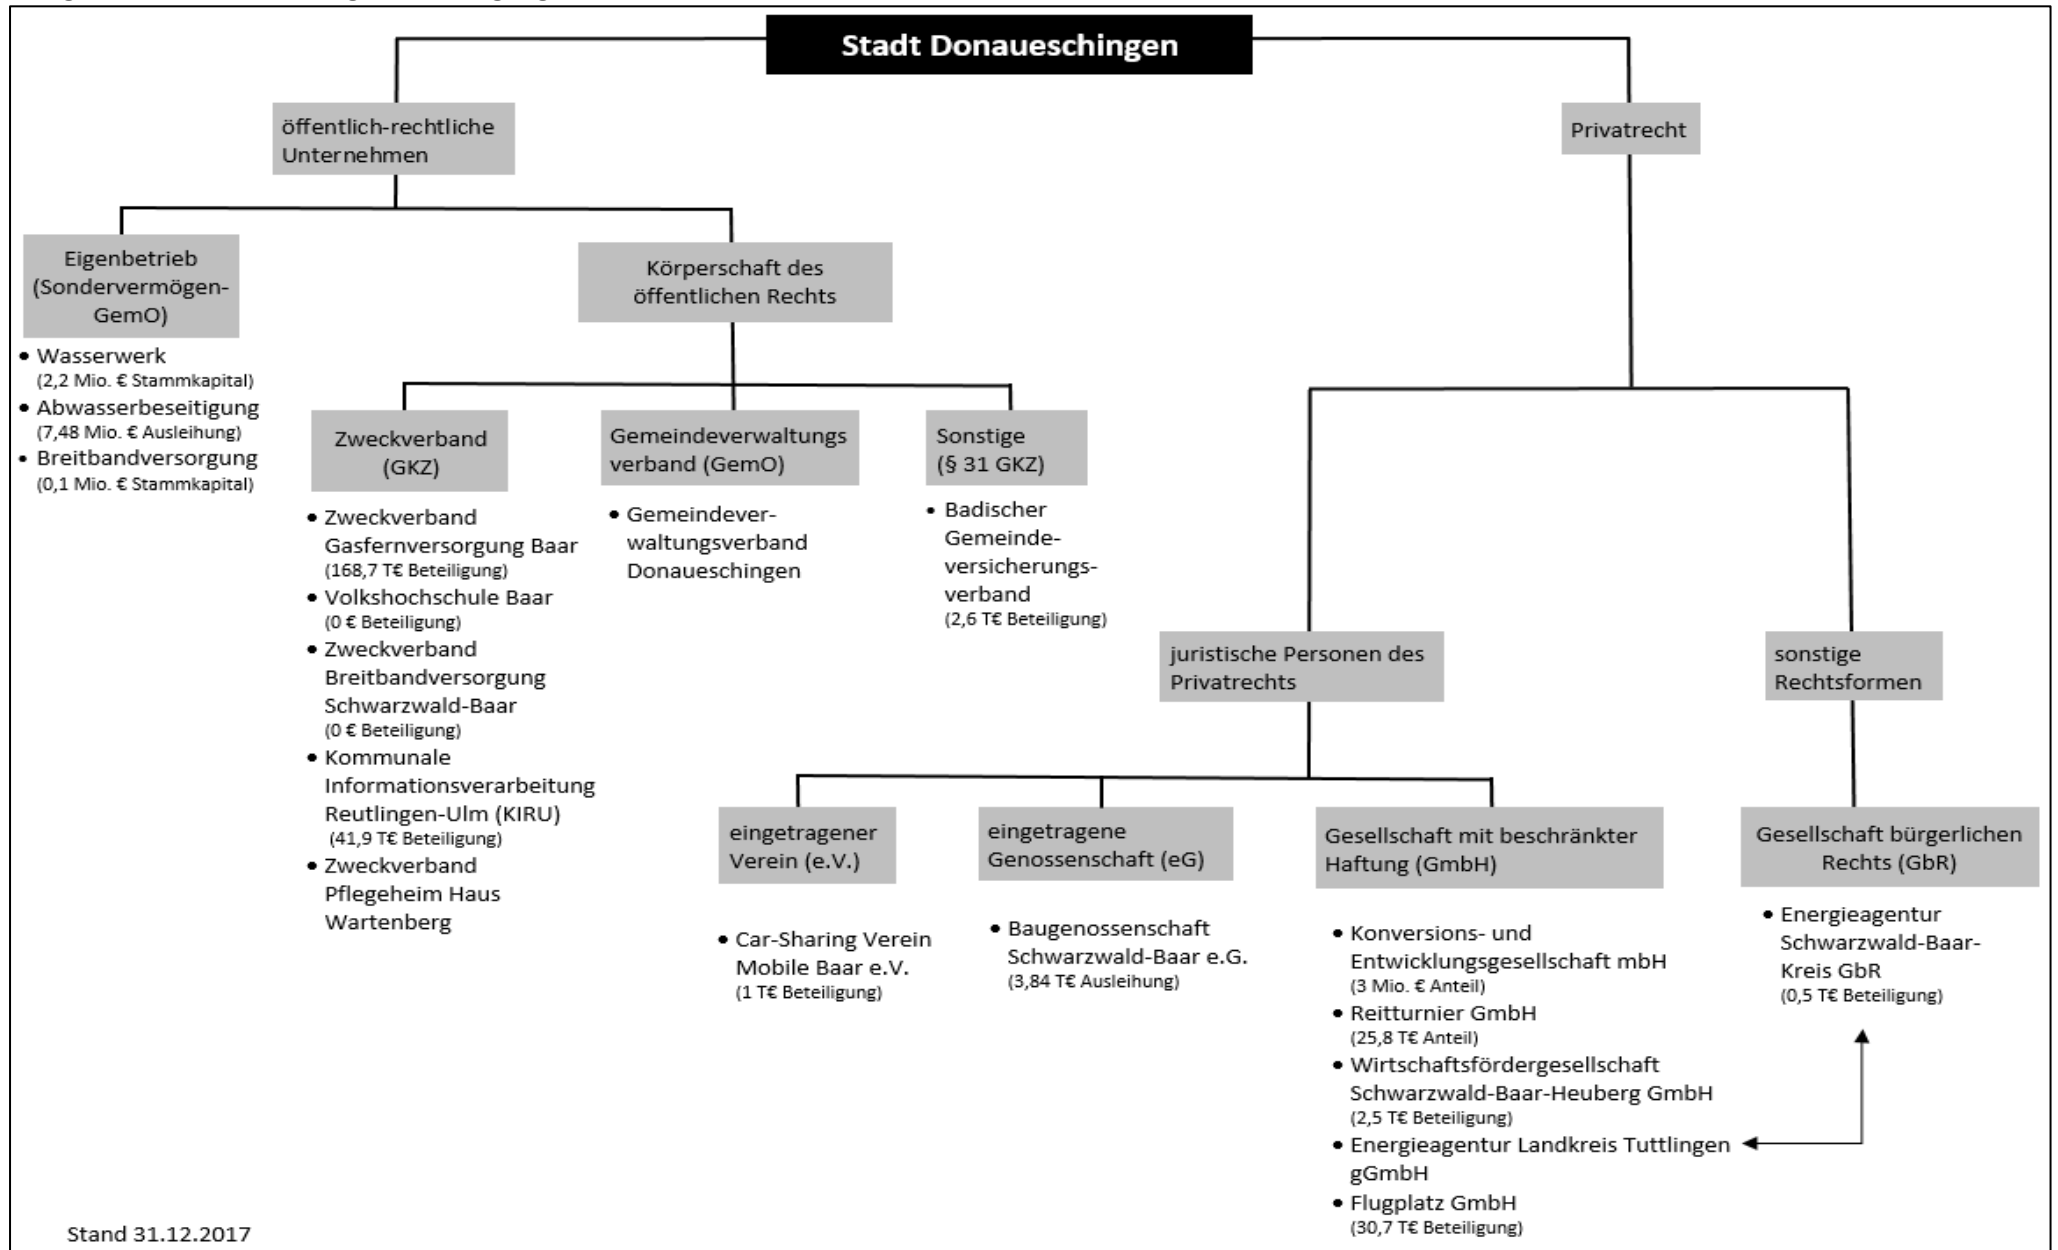 Stadt Donaueschingen
öffentlich-rechtliche
Unternehmen
Privatrecht
Eigenbetrieb
(Sondervermögen-
GemO)
• Wasserwerk
(2,2 Mio. € Stammkapital)
• Abwasserbeseitigung
(7,48 Mio. € Ausleihung)
• Breitbandversorgung
(0,1 Mio. € Stammkapital)
Körperschaft des
öffentlichen Rechts
Zweckverband
(GKZ)
• Zweckverband
Gasfernversorgung Baar
(168,7 T€ Beteiligung)
• Volkshochschule Baar
(0 € Beteiligung)
• Zweckverband
Breitbandversorgung
Schwarzwald-Baar
(0 € Beteiligung)
• Kommunale
Informationsverarbeitung
Reutlingen-Ulm (KIRU)
(41,9 T€ Beteiligung)
• Zweckverband
Pflegeheim Haus
Wartenberg
Gemeindeverwaltungs
verband (GemO)
• Gemeindever-
waltungsverband
Donaueschingen
Sonstige
(§ 31 GKZ)
• Badischer
Gemeinde-
versicherungs-
verband
(2,6 T€ Beteiligung)
juristische Personen des
Privatrechts
sonstige
Rechtsformen
eingetragener
Verein (e.V.)
• Car-Sharing Verein
Mobile Baar e.V.
(1 T€ Beteiligung)
eingetragene
Genossenschaft (eG)
• Baugenossenschaft
Schwarzwald-Baar e.G.
(3,84 T€ Ausleihung)
Gesellschaft mit beschränkter
Haftung (GmbH)
• Konversions- und
Entwicklungsgesellschaft mbH
(3 Mio. € Anteil)
• Reitturnier GmbH
(25,8 T€ Anteil)
• Wirtschaftsfördergesellschaft
Schwarzwald-Baar-Heuberg GmbH
(2,5 T€ Beteiligung)
• Energieagentur Landkreis Tuttlingen
gGmbH
• Flugplatz GmbH
(30,7 T€ Beteiligung)
Gesellschaft bürgerlichen
Rechts (GbR)
• Energieagentur
Schwarzwald-Baar-
Kreis GbR
(0,5 T€ Beteiligung)
Stand 31.12.2017